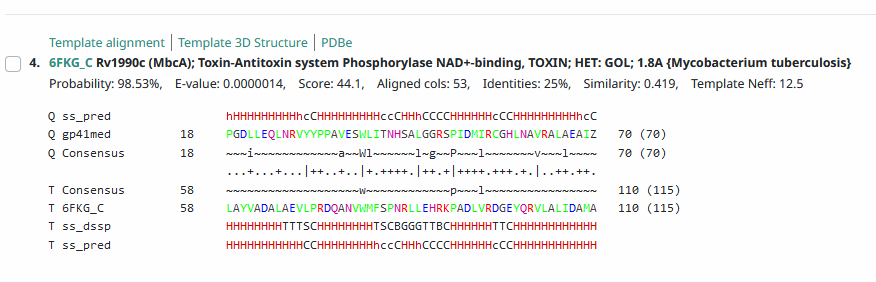 Template alignment | Template 3D Structure | PDBe
4. 6FKG_C Rv1990c (MbcA); Toxin-Antitoxin system Phosphorylase NAD+-binding, TOXIN; HET: GOL; 1.8A {Mycobacterium tuberculosis}
Probability: 98.53%, E-value: 0.0000014, Score: 44.1, Aligned cols: 53, Identities: 25%, Similarity: 0.419, Template Neff: 12.5
Q ss_pred hHHHHHHHHHhcCHHHHHHHHHccCHHhCCCCHHHHHHcCCHHHHHHHHHhcC
Q gp41med 18 PGDLLEQLNRVYYPPAVESWLITNHSALGGRSPIDMIRCGHLNAVRALAEAIZ 70 (70)
Q Consensus 18 ~~~i~~~~~~~~~~~~a~~Wl~~~~~~l~g~~P~~~l~~~~~~~v~~~l~~~~ 70 (70)
...+...+...|++..+..|+.++++.|++.+|++++.+++.+.|..++.++.
T Consensus 58 ~~~~~~~~~~~~~~~~~~~w~~~~~~~~~~~~p~~~l~~~~~~~~~~~~~~~~ 110 (115)
T 6FKG_C 58 LAYVADALAEVLPRDQANVWMFSPNRLLEHRKPADLVRDGEYQRVLALIDAMA 110 (115)
T ss_dssp HHHHHHHHTTTSCHHHHHHHHTSCBGGGTTBCHHHHHHTTCHHHHHHHHHHHH
T ss_pred HHHHHHHHHHHCCHHHHHHHHhccCHHhCCCCHHHHHHcCCHHHHHHHHHHHH